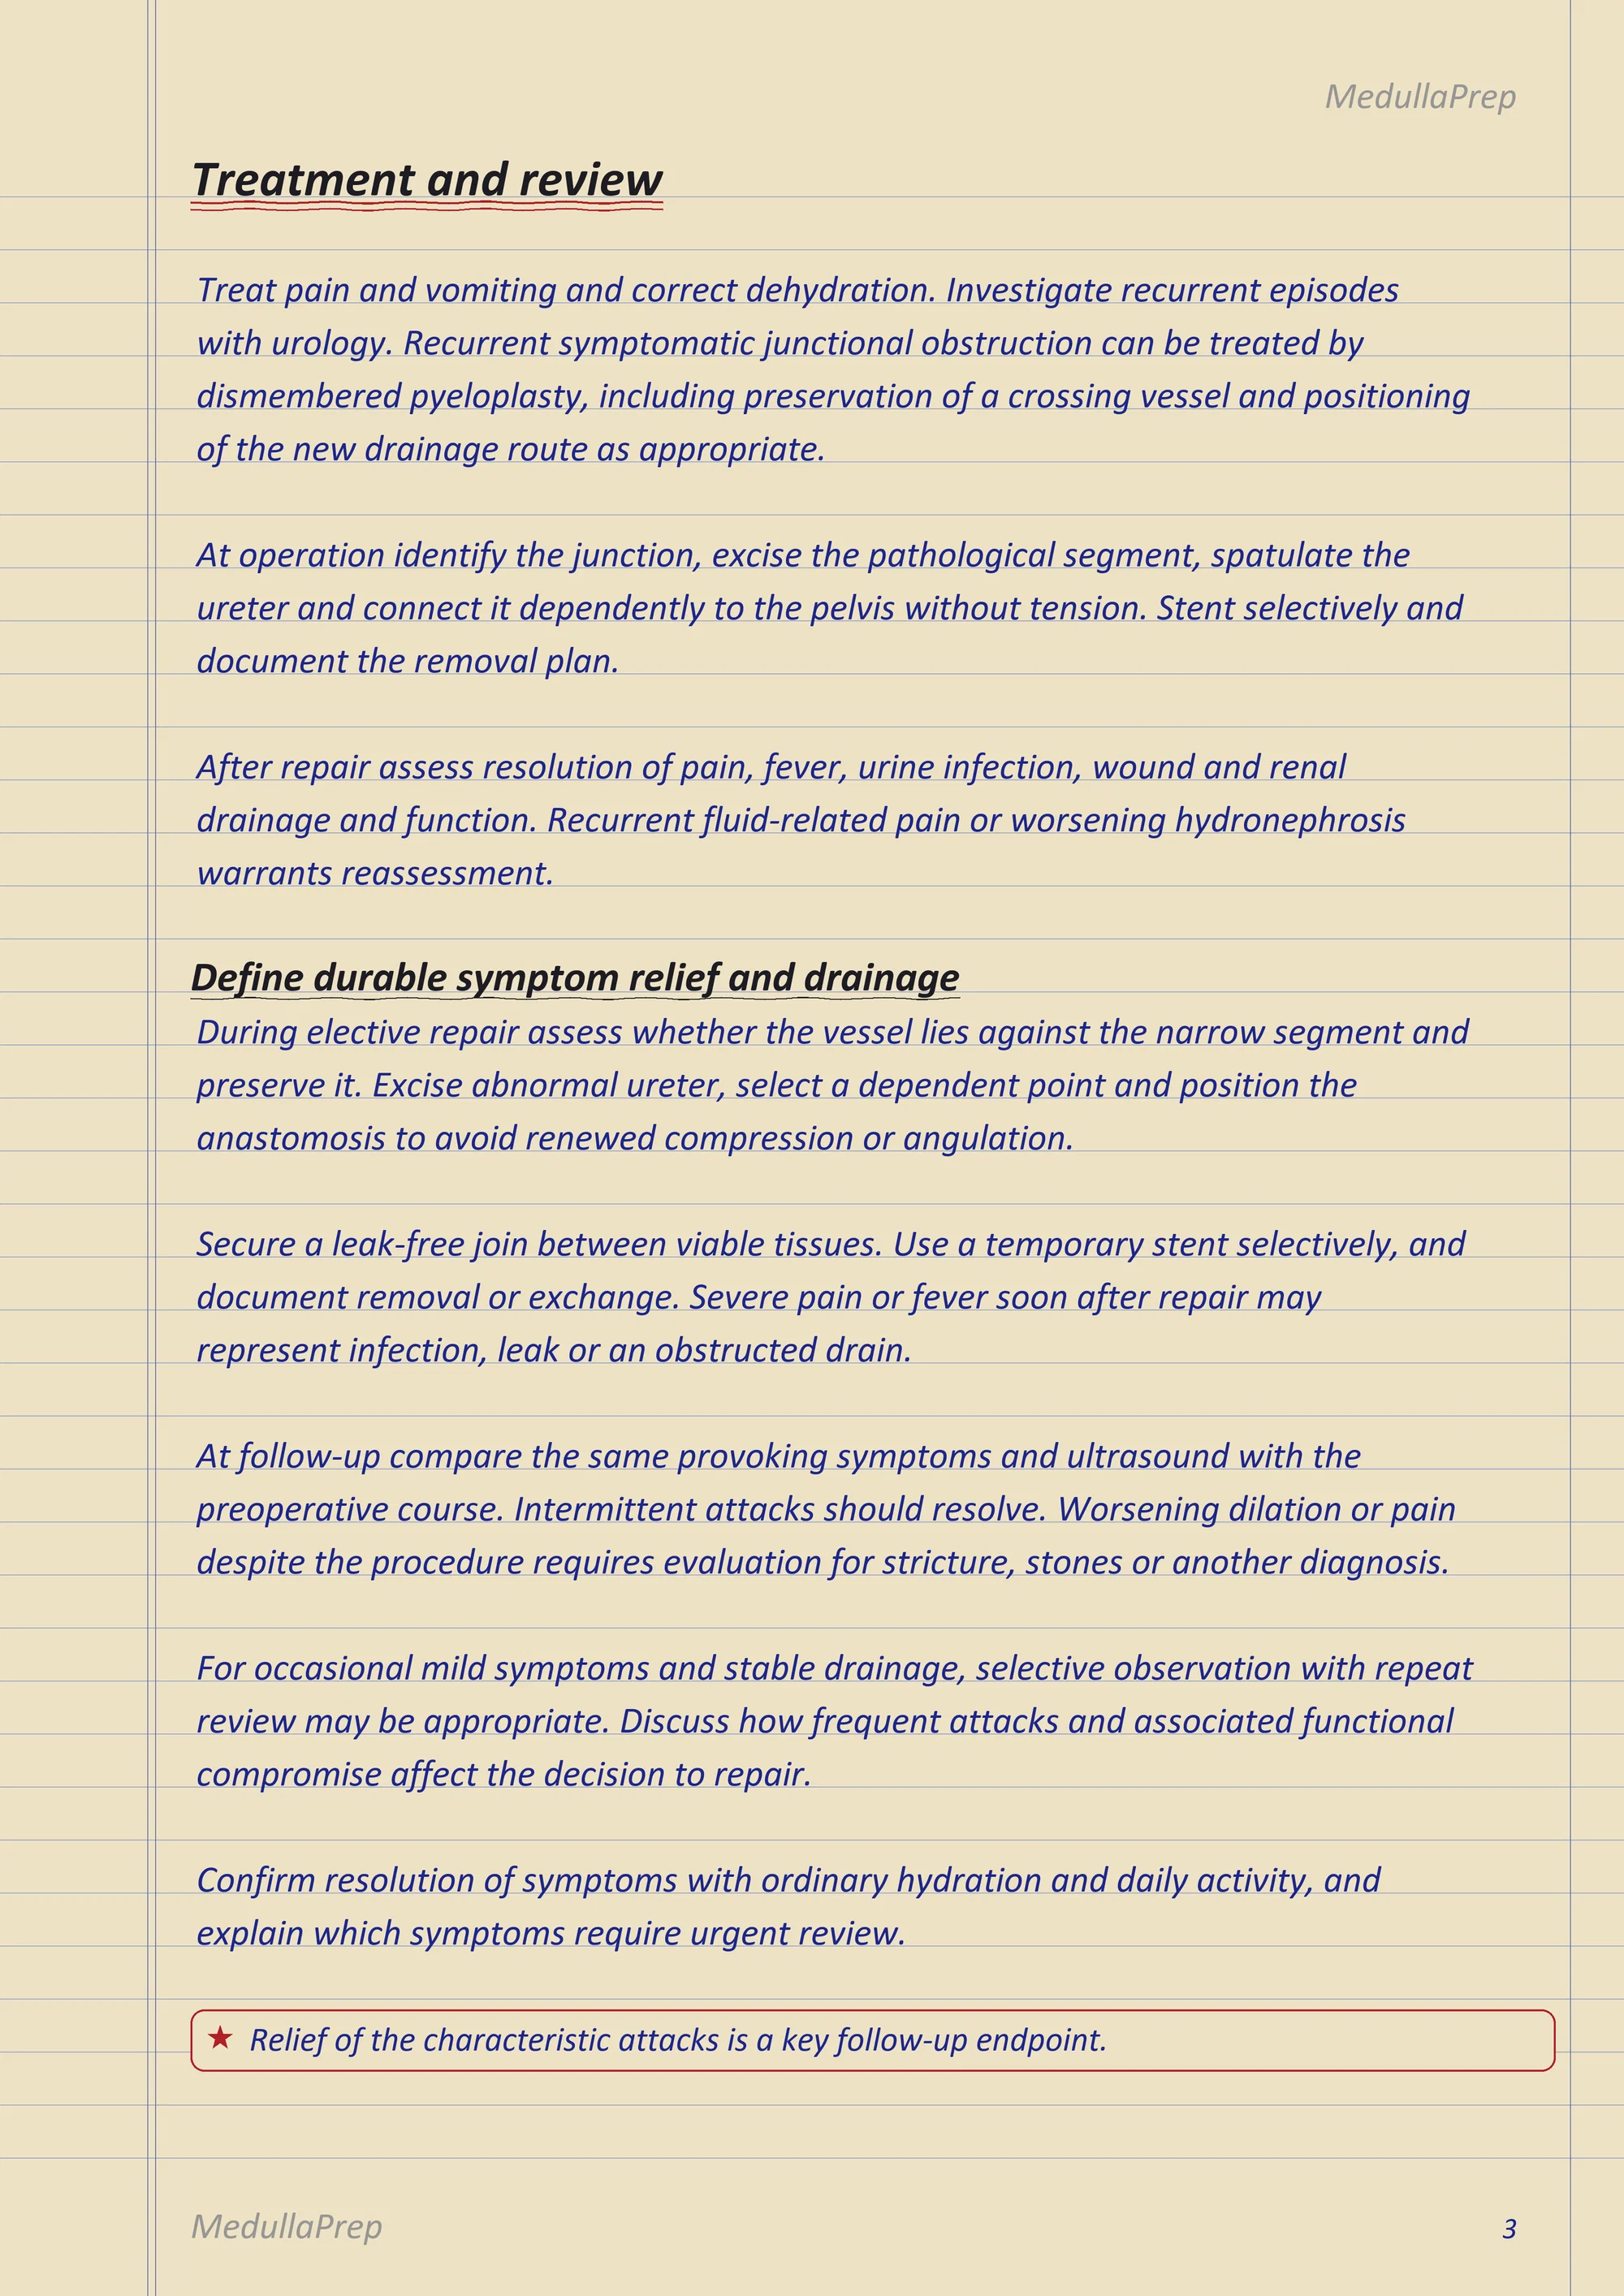 MedullaPrep
Treatment and review
Treat pain and vomiting and correct dehydration. Investigate recurrent episodes
with urology. Recurrent symptomatic junctional obstruction can be treated by
dismembered pyeloplasty, including preservation of a crossing vessel and positioning
of the new drainage route as appropriate.
At operation identify the junction, excise the pathological segment, spatulate the
ureter and connect it dependently to the pelvis without tension. Stent selectively and
document the removal plan.
After repair assess resolution of pain, fever, urine infection, wound and renal
drainage and function. Recurrent fluid-related pain or worsening hydronephrosis
warrants reassessment.
Define durable symptom relief and drainage
During elective repair assess whether the vessel lies against the narrow segment and
preserve it. Excise abnormal ureter, select a dependent point and position the
anastomosis to avoid renewed compression or angulation.
Secure a leak-free join between viable tissues. Use a temporary stent selectively, and
document removal or exchange. Severe pain or fever soon after repair may
represent infection, leak or an obstructed drain.
At follow-up compare the same provoking symptoms and ultrasound with the
preoperative course. Intermittent attacks should resolve. Worsening dilation or pain
despite the procedure requires evaluation for stricture, stones or another diagnosis.
For occasional mild symptoms and stable drainage, selective observation with repeat
review may be appropriate. Discuss how frequent attacks and associated functional
compromise affect the decision to repair.
Confirm resolution of symptoms with ordinary hydration and daily activity, and
explain which symptoms require urgent review.
★ Relief of the characteristic attacks is a key follow-up endpoint.
MedullaPrep
3